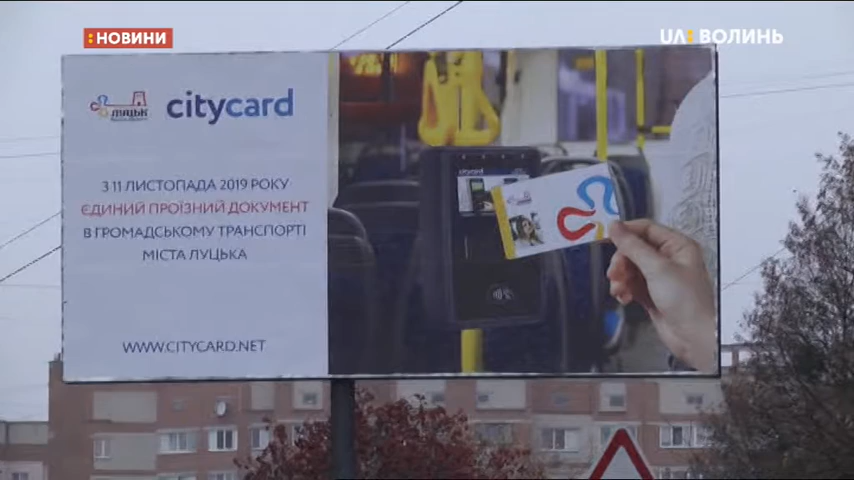 :НОВИНИ
UA: ВОЛИНЬ
ЛУЦЬК
citycard
З 11 ЛИСТОПАДА 2019 РОКУ
ЄДИНИЙ ПРОЇЗНИЙ ДОКУМЕНТ
В ГРОМАДСЬКОМУ ТРАНСПОРТІ
МІСТА ЛУЦЬКА
WWW.CITYCARD.NET
citycard